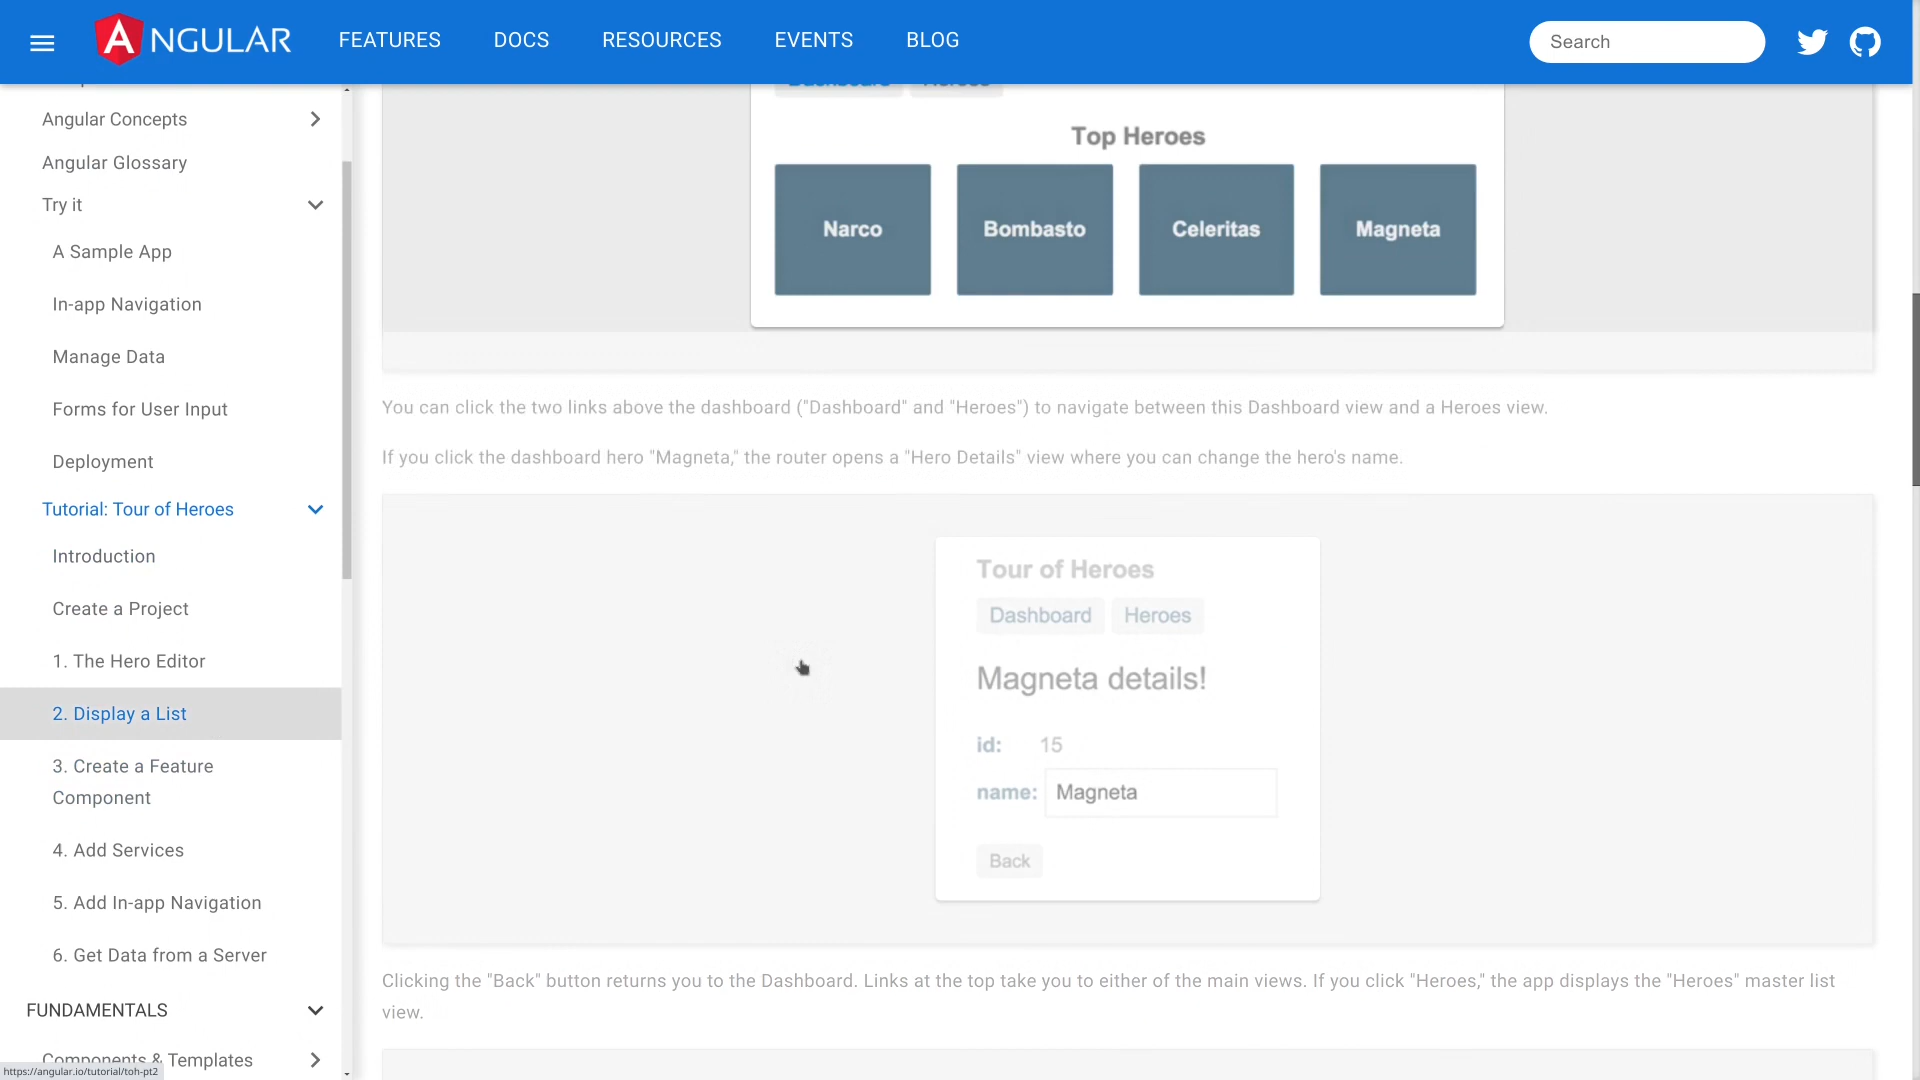 ANGULAR
FEATURES
DOCS
RESOURCES
EVENTS
BLOG
Search
Angular Concepts
Angular Glossary
Try it
A Sample App
In-app Navigation
Manage Data
Forms for User Input
Deployment
Tutorial: Tour of Heroes
Introduction
Create a Project
1. The Hero Editor
2. Display a List
3. Create a Feature
Component
4. Add Services
5. Add In-app Navigation
6. Get Data from a Server
FUNDAMENTALS
Components & Templates
https://angular.io/tutorial/toh-pt2
Dashboard Heroes
Top Heroes
Narco
Bombasto
Celeritas
Magneta
You can click the two links above the dashboard ("Dashboard" and "Heroes") to navigate between this Dashboard view and a Heroes view.
If you click the dashboard hero "Magneta," the router opens a "Hero Details" view where you can change the hero's name.
Tour of Heroes
Dashboard Heroes
Magneta details!
id: 15
name: Magneta
Back
Clicking the "Back" button returns you to the Dashboard. Links at the top take you to either of the main views. If you click "Heroes," the app displays the "Heroes" master list
view.